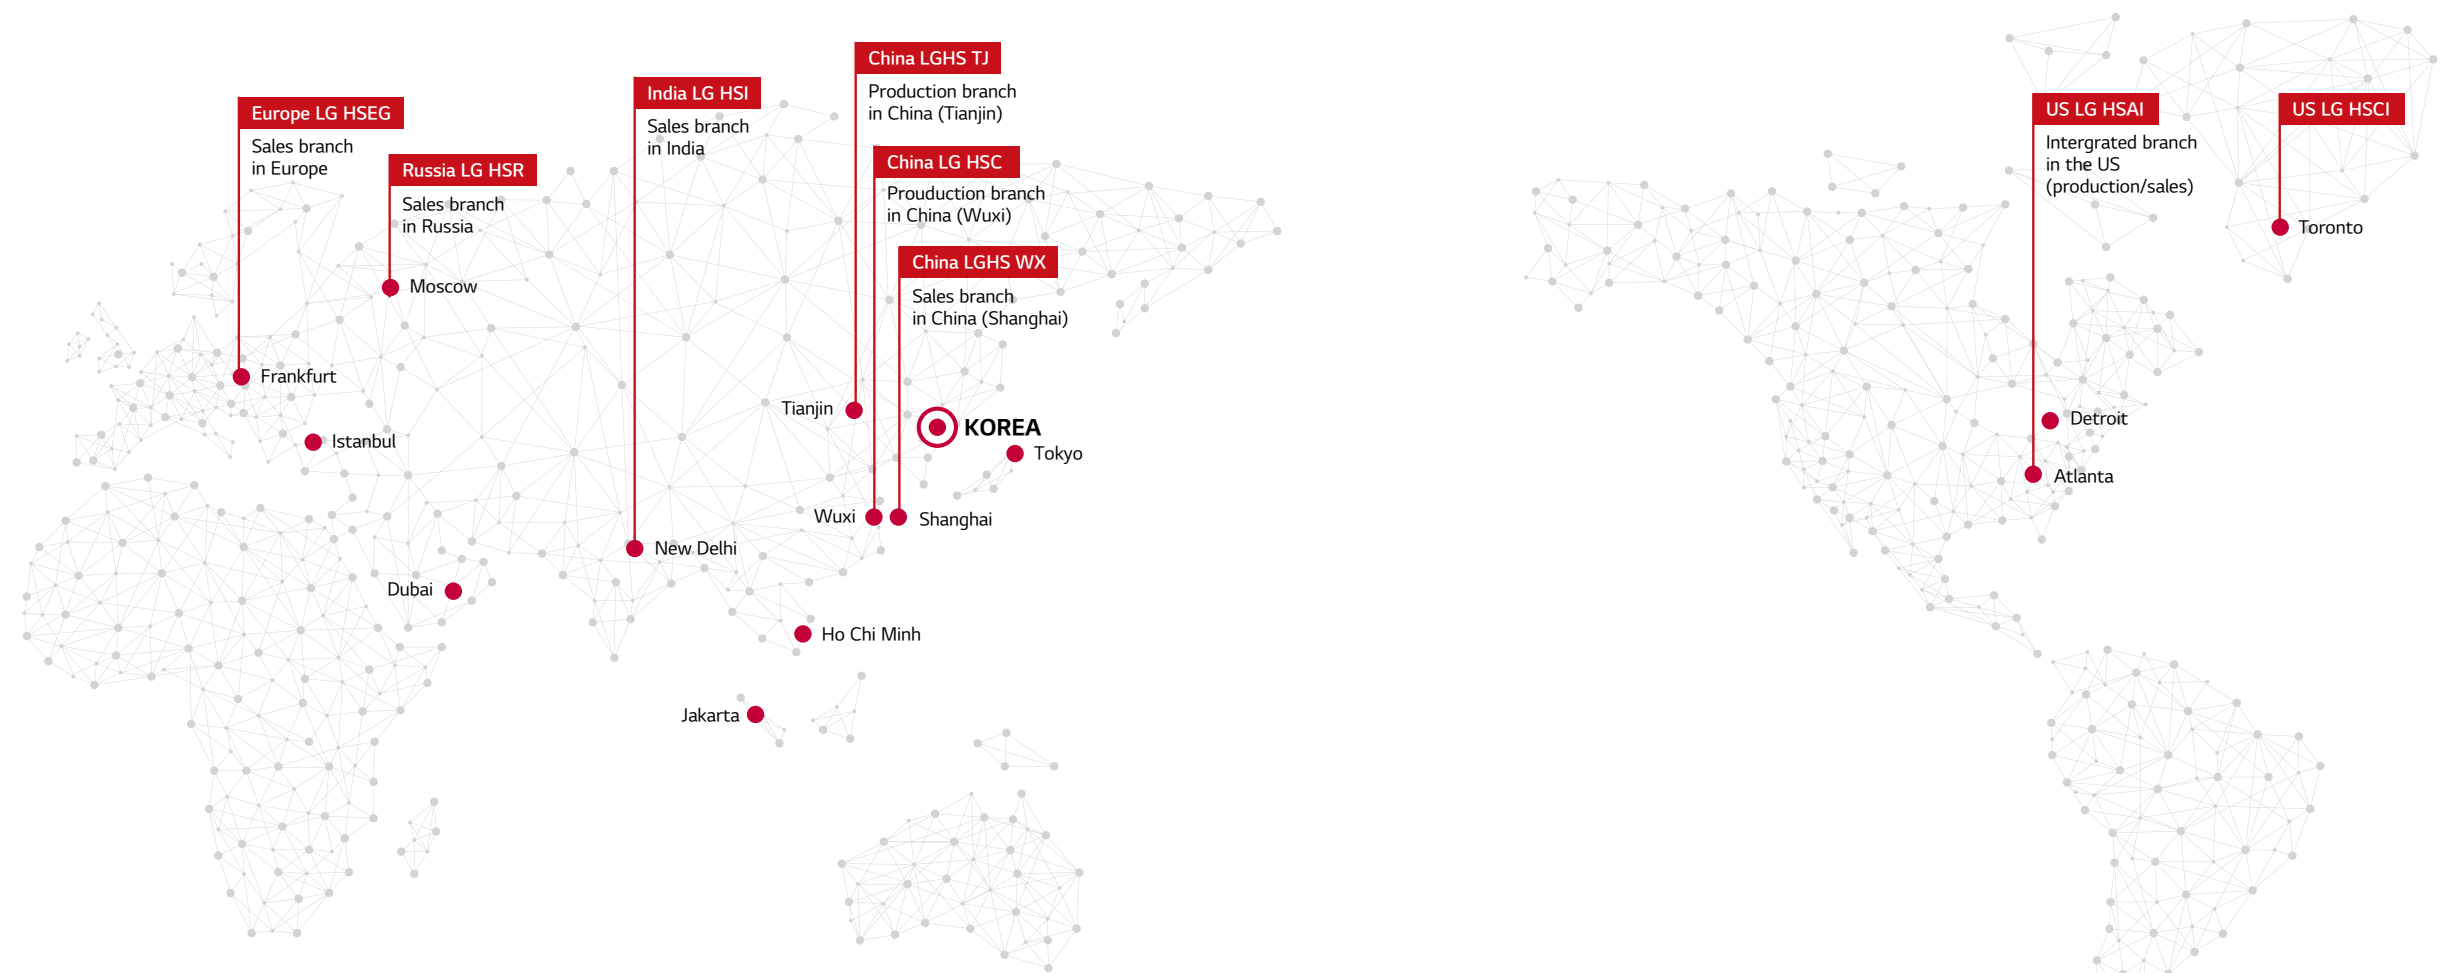 Europe LG HSEG
Sales branch
in Europe
Frankfurt
Istanbul
Russia LG HSR
Sales branch
in Russia
Moscow
Dubai
India LG HSI
Sales branch
in India
New Delhi
China LGHS TJ
Production branch
in China (Tianjin)
Tianjin
China LG HSC
Prouduction branch
in China (Wuxi)
Wuxi
China LGHS WX
Sales branch
in China (Shanghai)
Shanghai
KOREA
Tokyo
Ho Chi Minh
Jakarta
US LG HSAI
Intergrated branch
in the US
(production/sales)
Detroit
Atlanta
US LG HSCI
Toronto